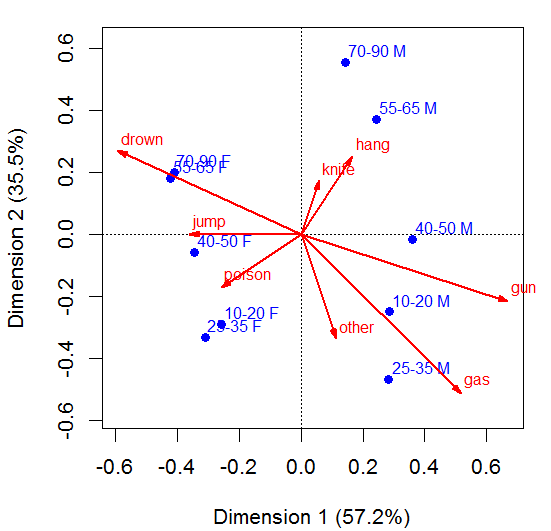 70-90 M
55-65 M
hang
drown
70-90 F
55-65 F
knife
jump
40-50 F
40-50 M
poison
gun
10-20 M
10-20 F
25-35 F
other
25-35 M
gas
0.6
0.4
0.2
0.0
-0.2
-0.4
-0.6
Dimension 2 (35.5%)
-0.6 -0.4 -0.2 0.0 0.2 0.4 0.6
Dimension 1 (57.2%)